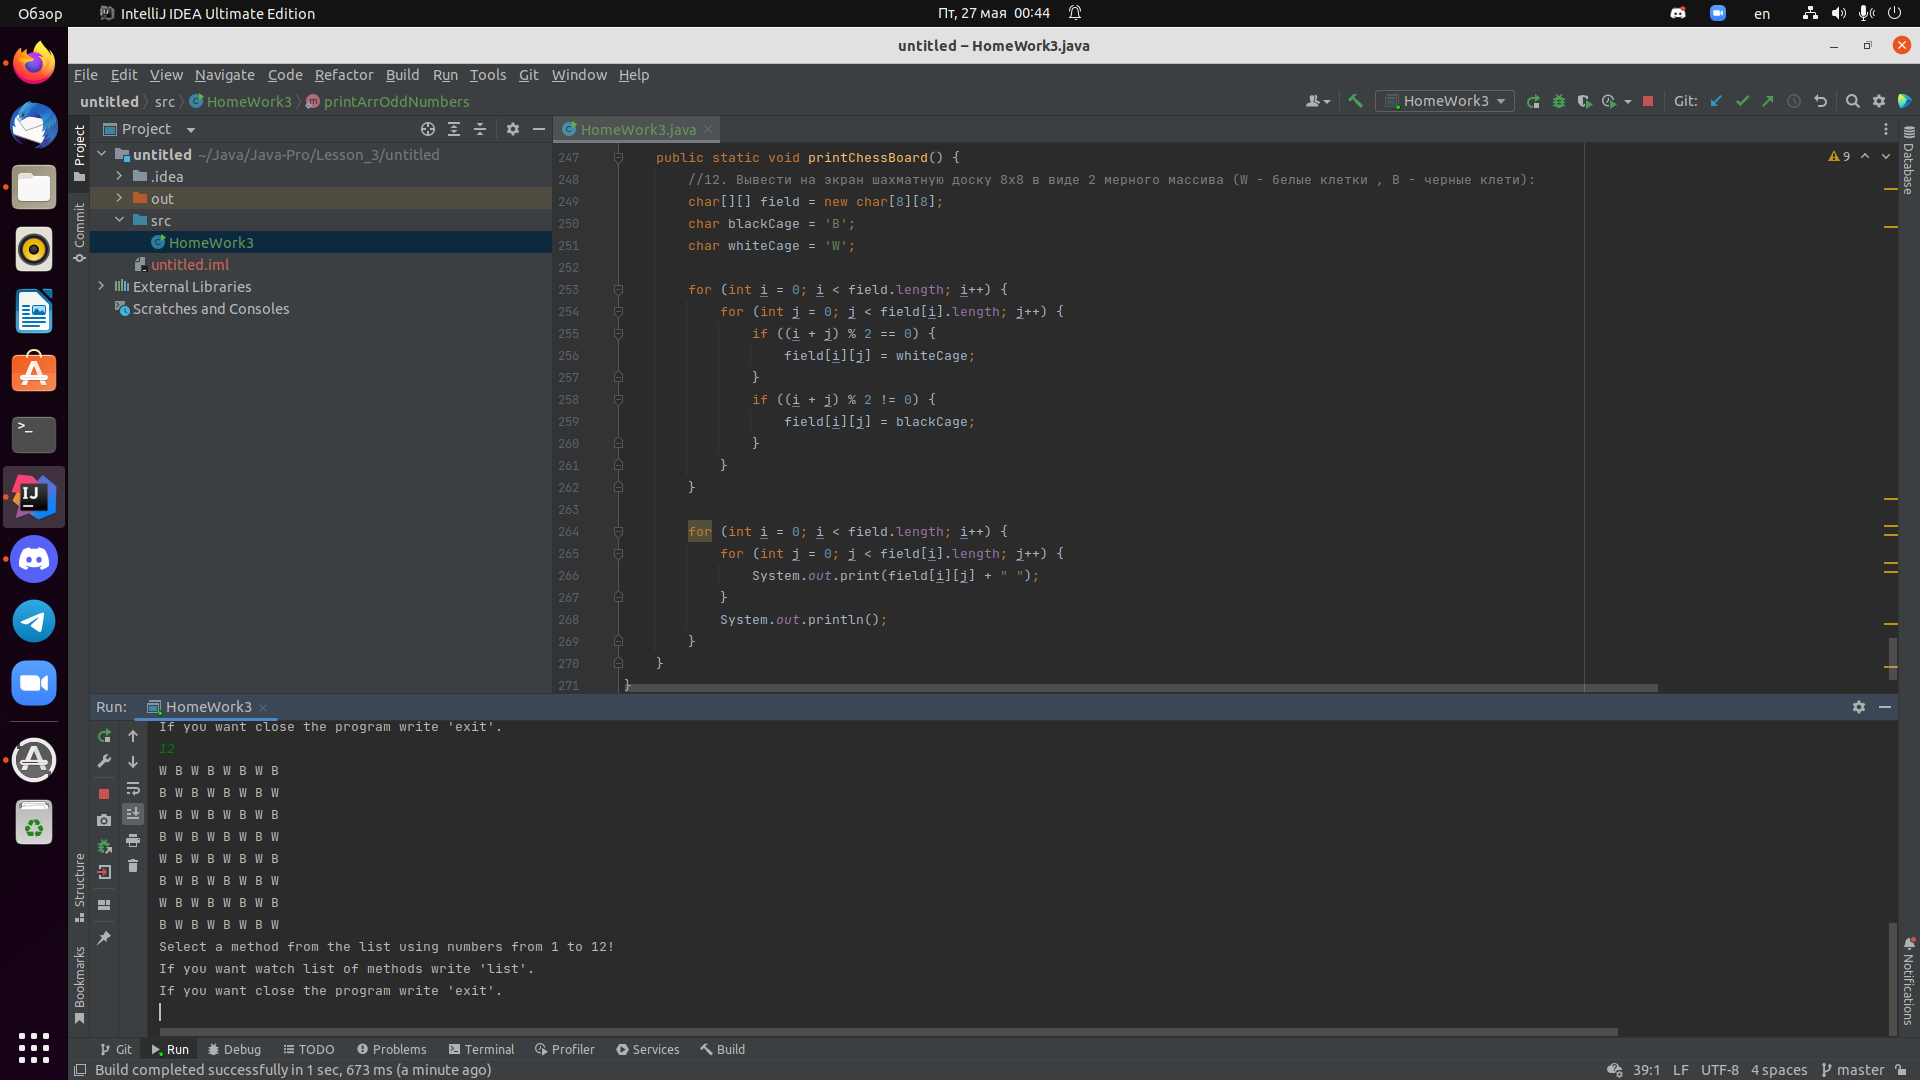 Обзор
IntelliJ IDEA Ultimate Edition
Пт, 27 мая 00:44
en
untitled – HomeWork3.java
File Edit View Navigate Code Refactor Build Run Tools Git Window Help
untitled src HomeWork3 printArrOddNumbers
HomeWork3
Git:
Project
HomeWork3.java
Project
Commit
Structure
Bookmarks
Database
Notifications
untitled ~/Java/Java-Pro/Lesson_3/untitled
.idea
out
src
HomeWork3
untitled.iml
External Libraries
Scratches and Consoles
9
247 public static void printChessBoard() {
248 //12. Вывести на экран шахматную доску 8x8 в виде 2 мерного массива (W - белые клетки , B - черные клети):
249 char[][] field = new char[8][8];
250 char blackCage = 'B';
251 char whiteCage = 'W';
252
253 for (int i = 0; i < field.length; i++) {
254 for (int j = 0; j < field[i].length; j++) {
255 if ((i + j) % 2 == 0) {
256 field[i][j] = whiteCage;
257 }
258 if ((i + j) % 2 != 0) {
259 field[i][j] = blackCage;
260 }
261 }
262 }
263
264 for (int i = 0; i < field.length; i++) {
265 for (int j = 0; j < field[i].length; j++) {
266 System.out.print(field[i][j] + " ");
267 }
268 System.out.println();
269 }
270 }
271 }
Run: HomeWork3
If you want close the program write 'exit'.
12
W B W B W B W B
B W B W B W B W
W B W B W B W B
B W B W B W B W
W B W B W B W B
B W B W B W B W
W B W B W B W B
B W B W B W B W
Select a method from the list using numbers from 1 to 12!
If you want watch list of methods write 'list'.
If you want close the program write 'exit'.
Git Run Debug TODO Problems Terminal Profiler Services Build
Build completed successfully in 1 sec, 673 ms (a minute ago)
39:1 LF UTF-8 4 spaces master